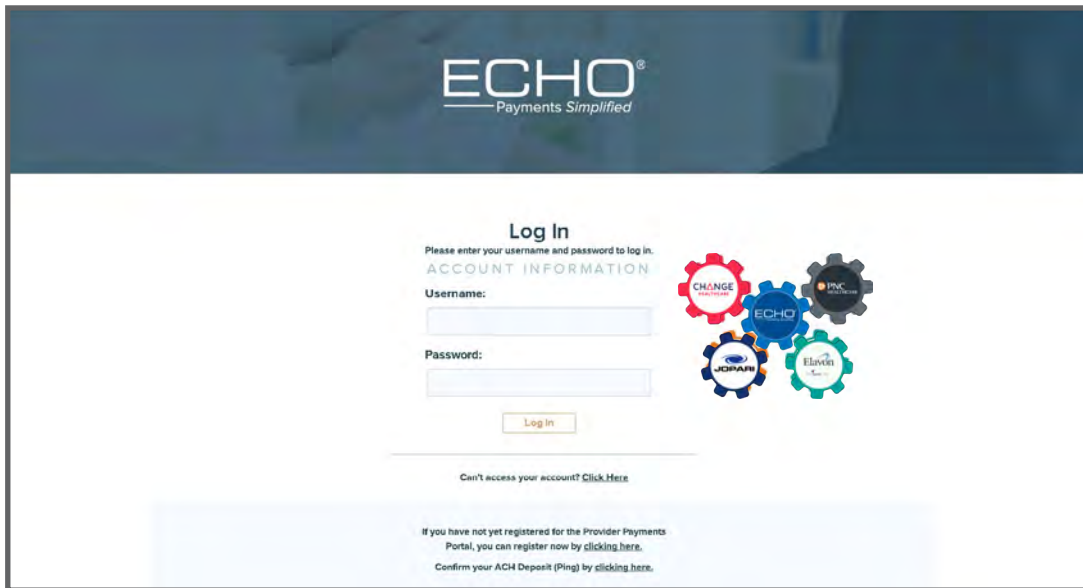 ECHO®
Payments Simplified
Log In
Please enter your username and password to log in.
ACCOUNT INFORMATION
Username:
Password:
Log In
CHANGE
HEALTHCARE
PNC
HEALTHCARE
ECHO
JOPARI
Elavon
Can't access your account? Click Here
If you have not yet registered for the Provider Payments
Portal, you can register now by clicking here.
Confirm your ACH Deposit (Ping) by clicking here.